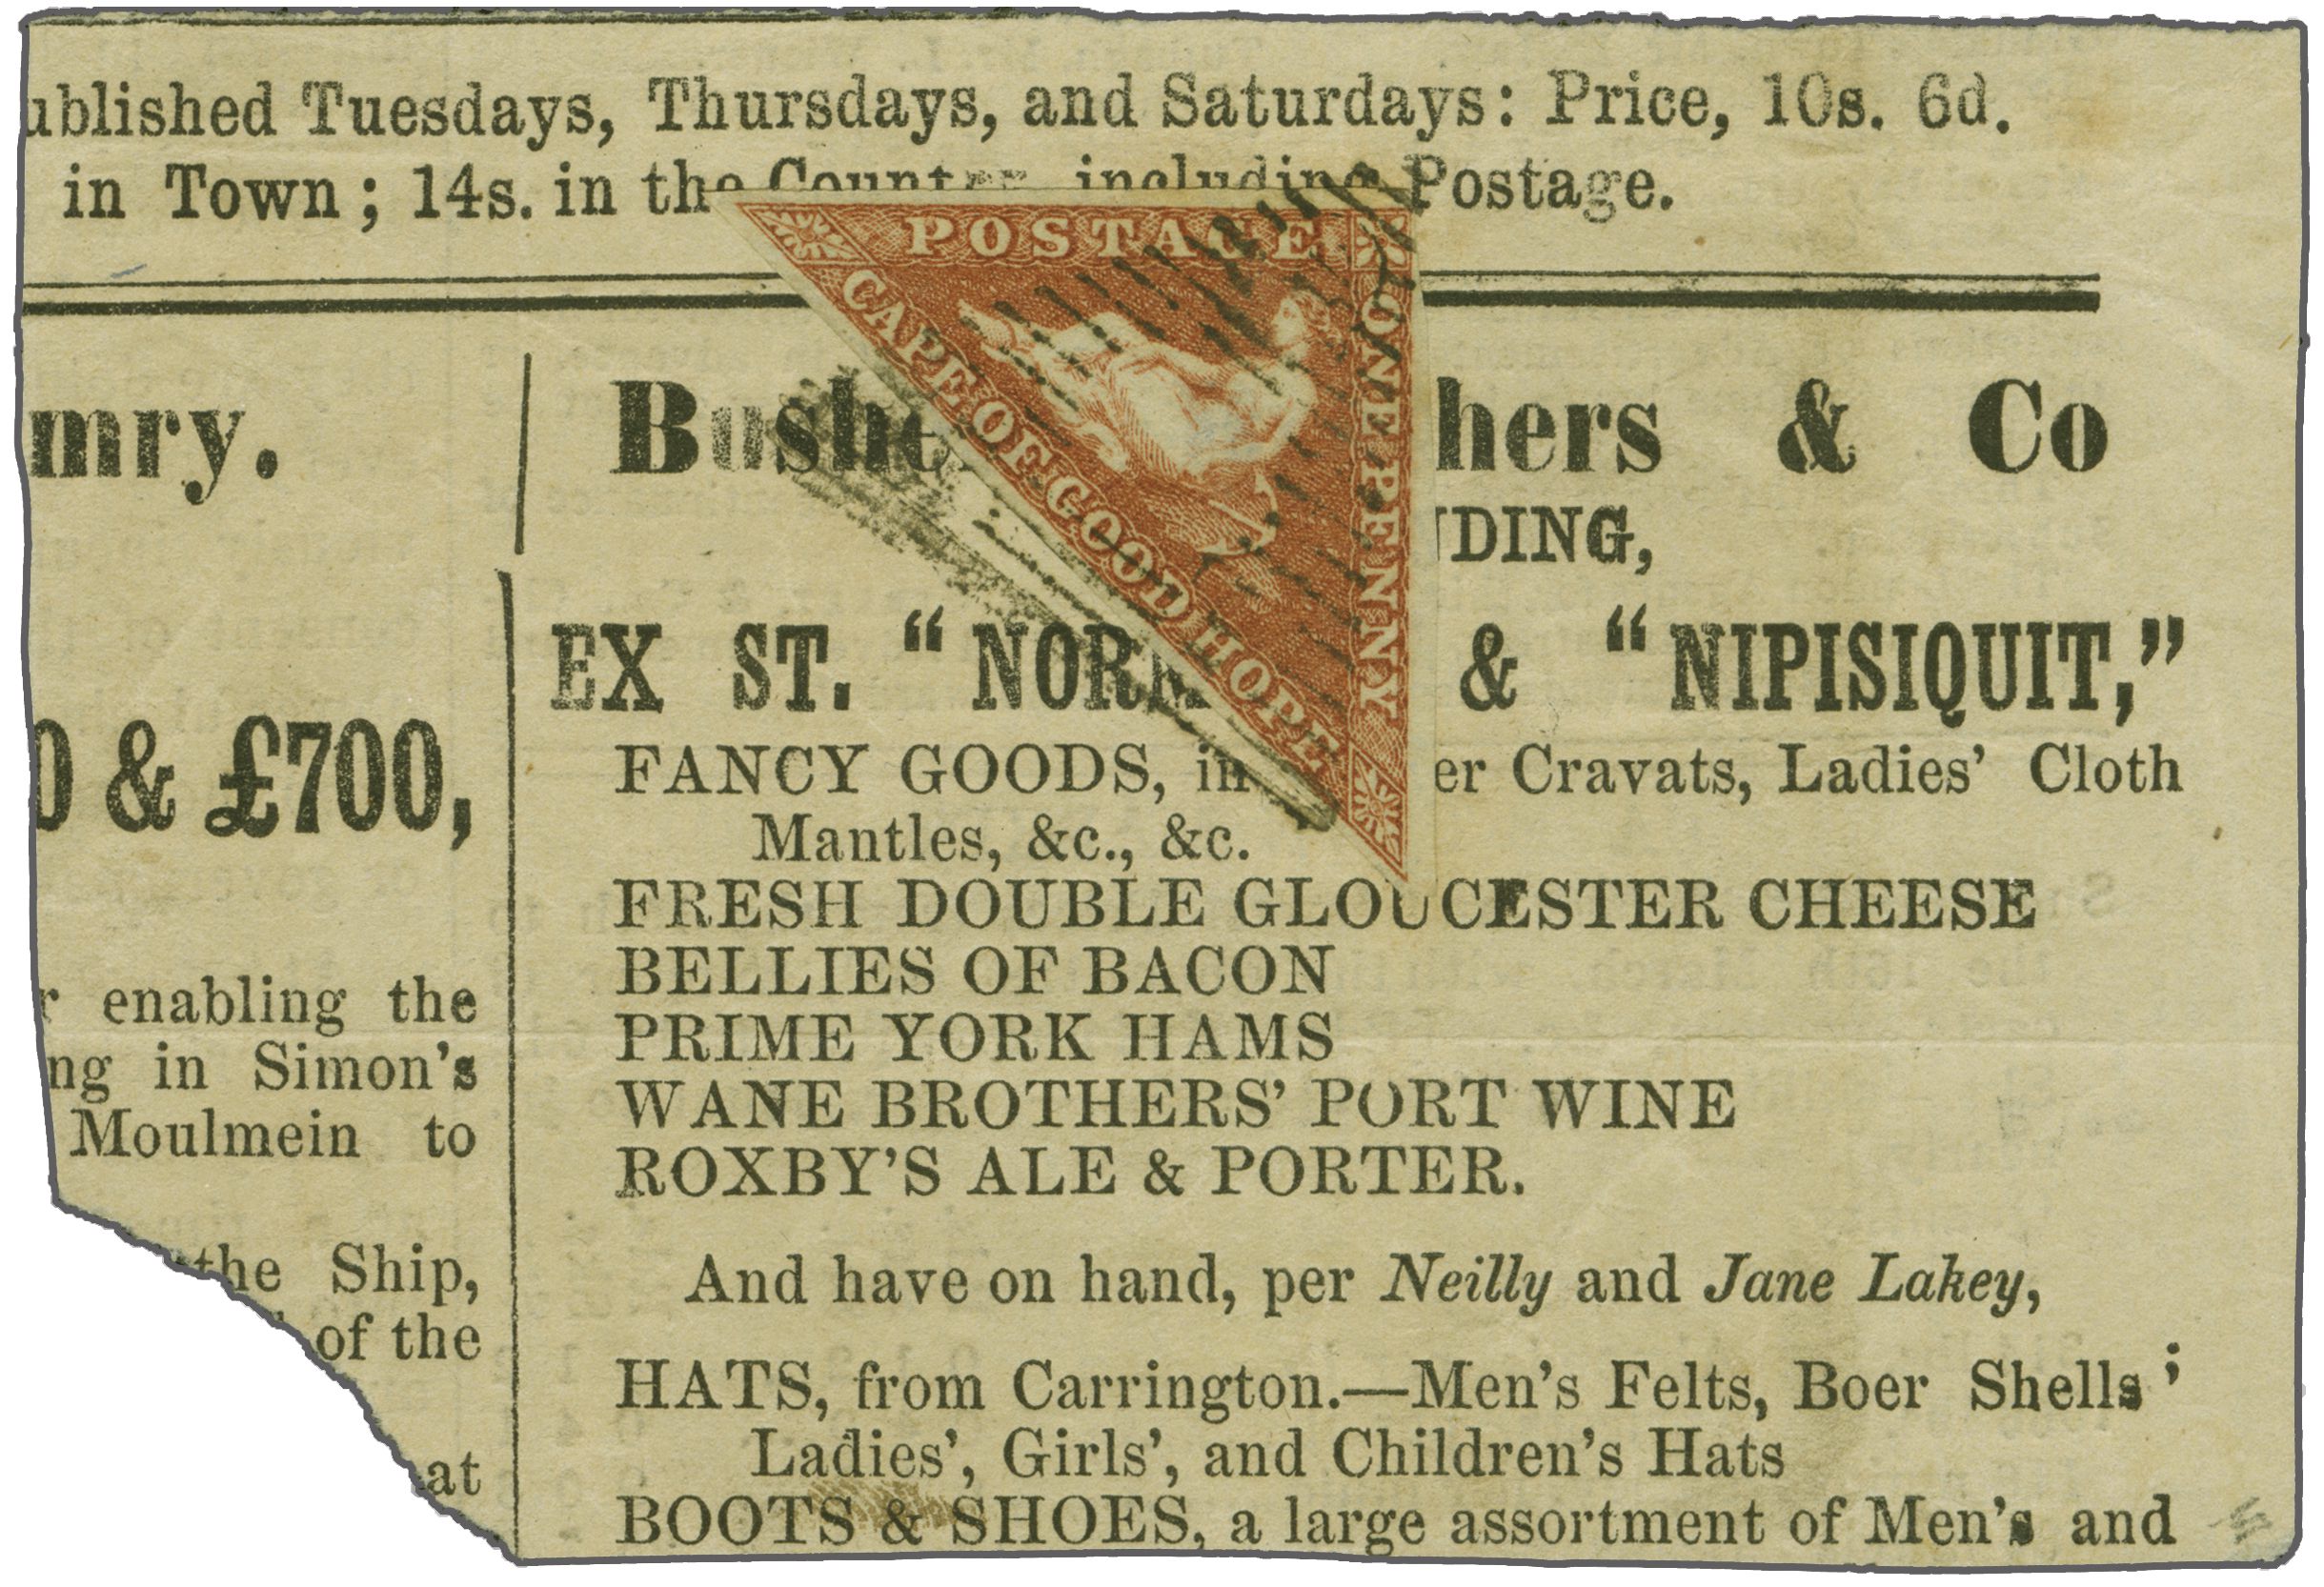 ublished Tuesdays, Thursdays, and Saturdays: Price, 10s. 6d.
in Town; 14s. in the Country including Postage.
POSTAGE
CAPE OF GOOD HOPE
ONE PENNY
mry.
0 & £700,
r enabling the
ng in Simon's
Moulmein to
the Ship,
of the
at
Bushe hers & Co
DING,
EX ST. "NORM & "NIPISIQUIT,"
FANCY GOODS, in er Cravats, Ladies' Cloth
Mantles, &c., &c.
FRESH DOUBLE GLOUCESTER CHEESE
BELLIES OF BACON
PRIME YORK HAMS
WANE BROTHERS' PORT WINE
ROXBY'S ALE & PORTER.
And have on hand, per Neilly and Jane Lakey,
HATS, from Carrington.—Men's Felts, Boer Shells;
Ladies', Girls', and Children's Hats
BOOTS & SHOES, a large assortment of Men's and